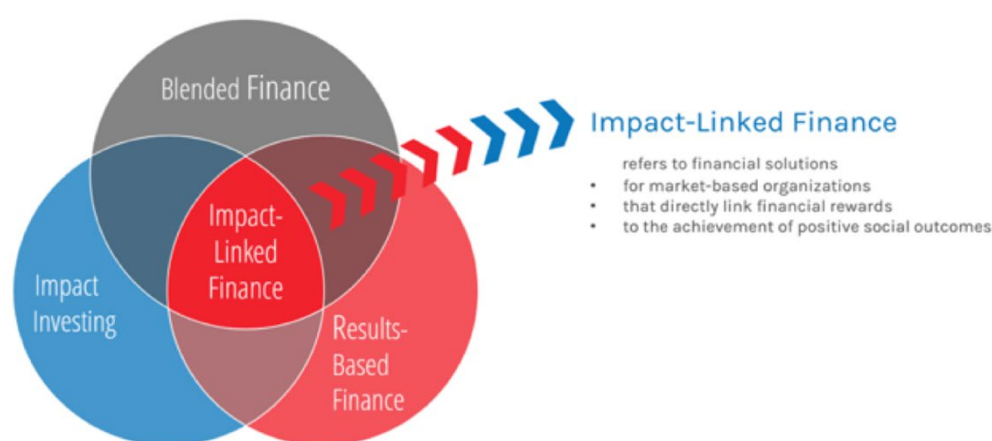 Blended Finance
Impact-
Linked
Finance
Impact
Investing
Results-
Based
Finance
Impact-Linked Finance
refers to financial solutions
• for market-based organizations
• that directly link financial rewards
• to the achievement of positive social outcomes